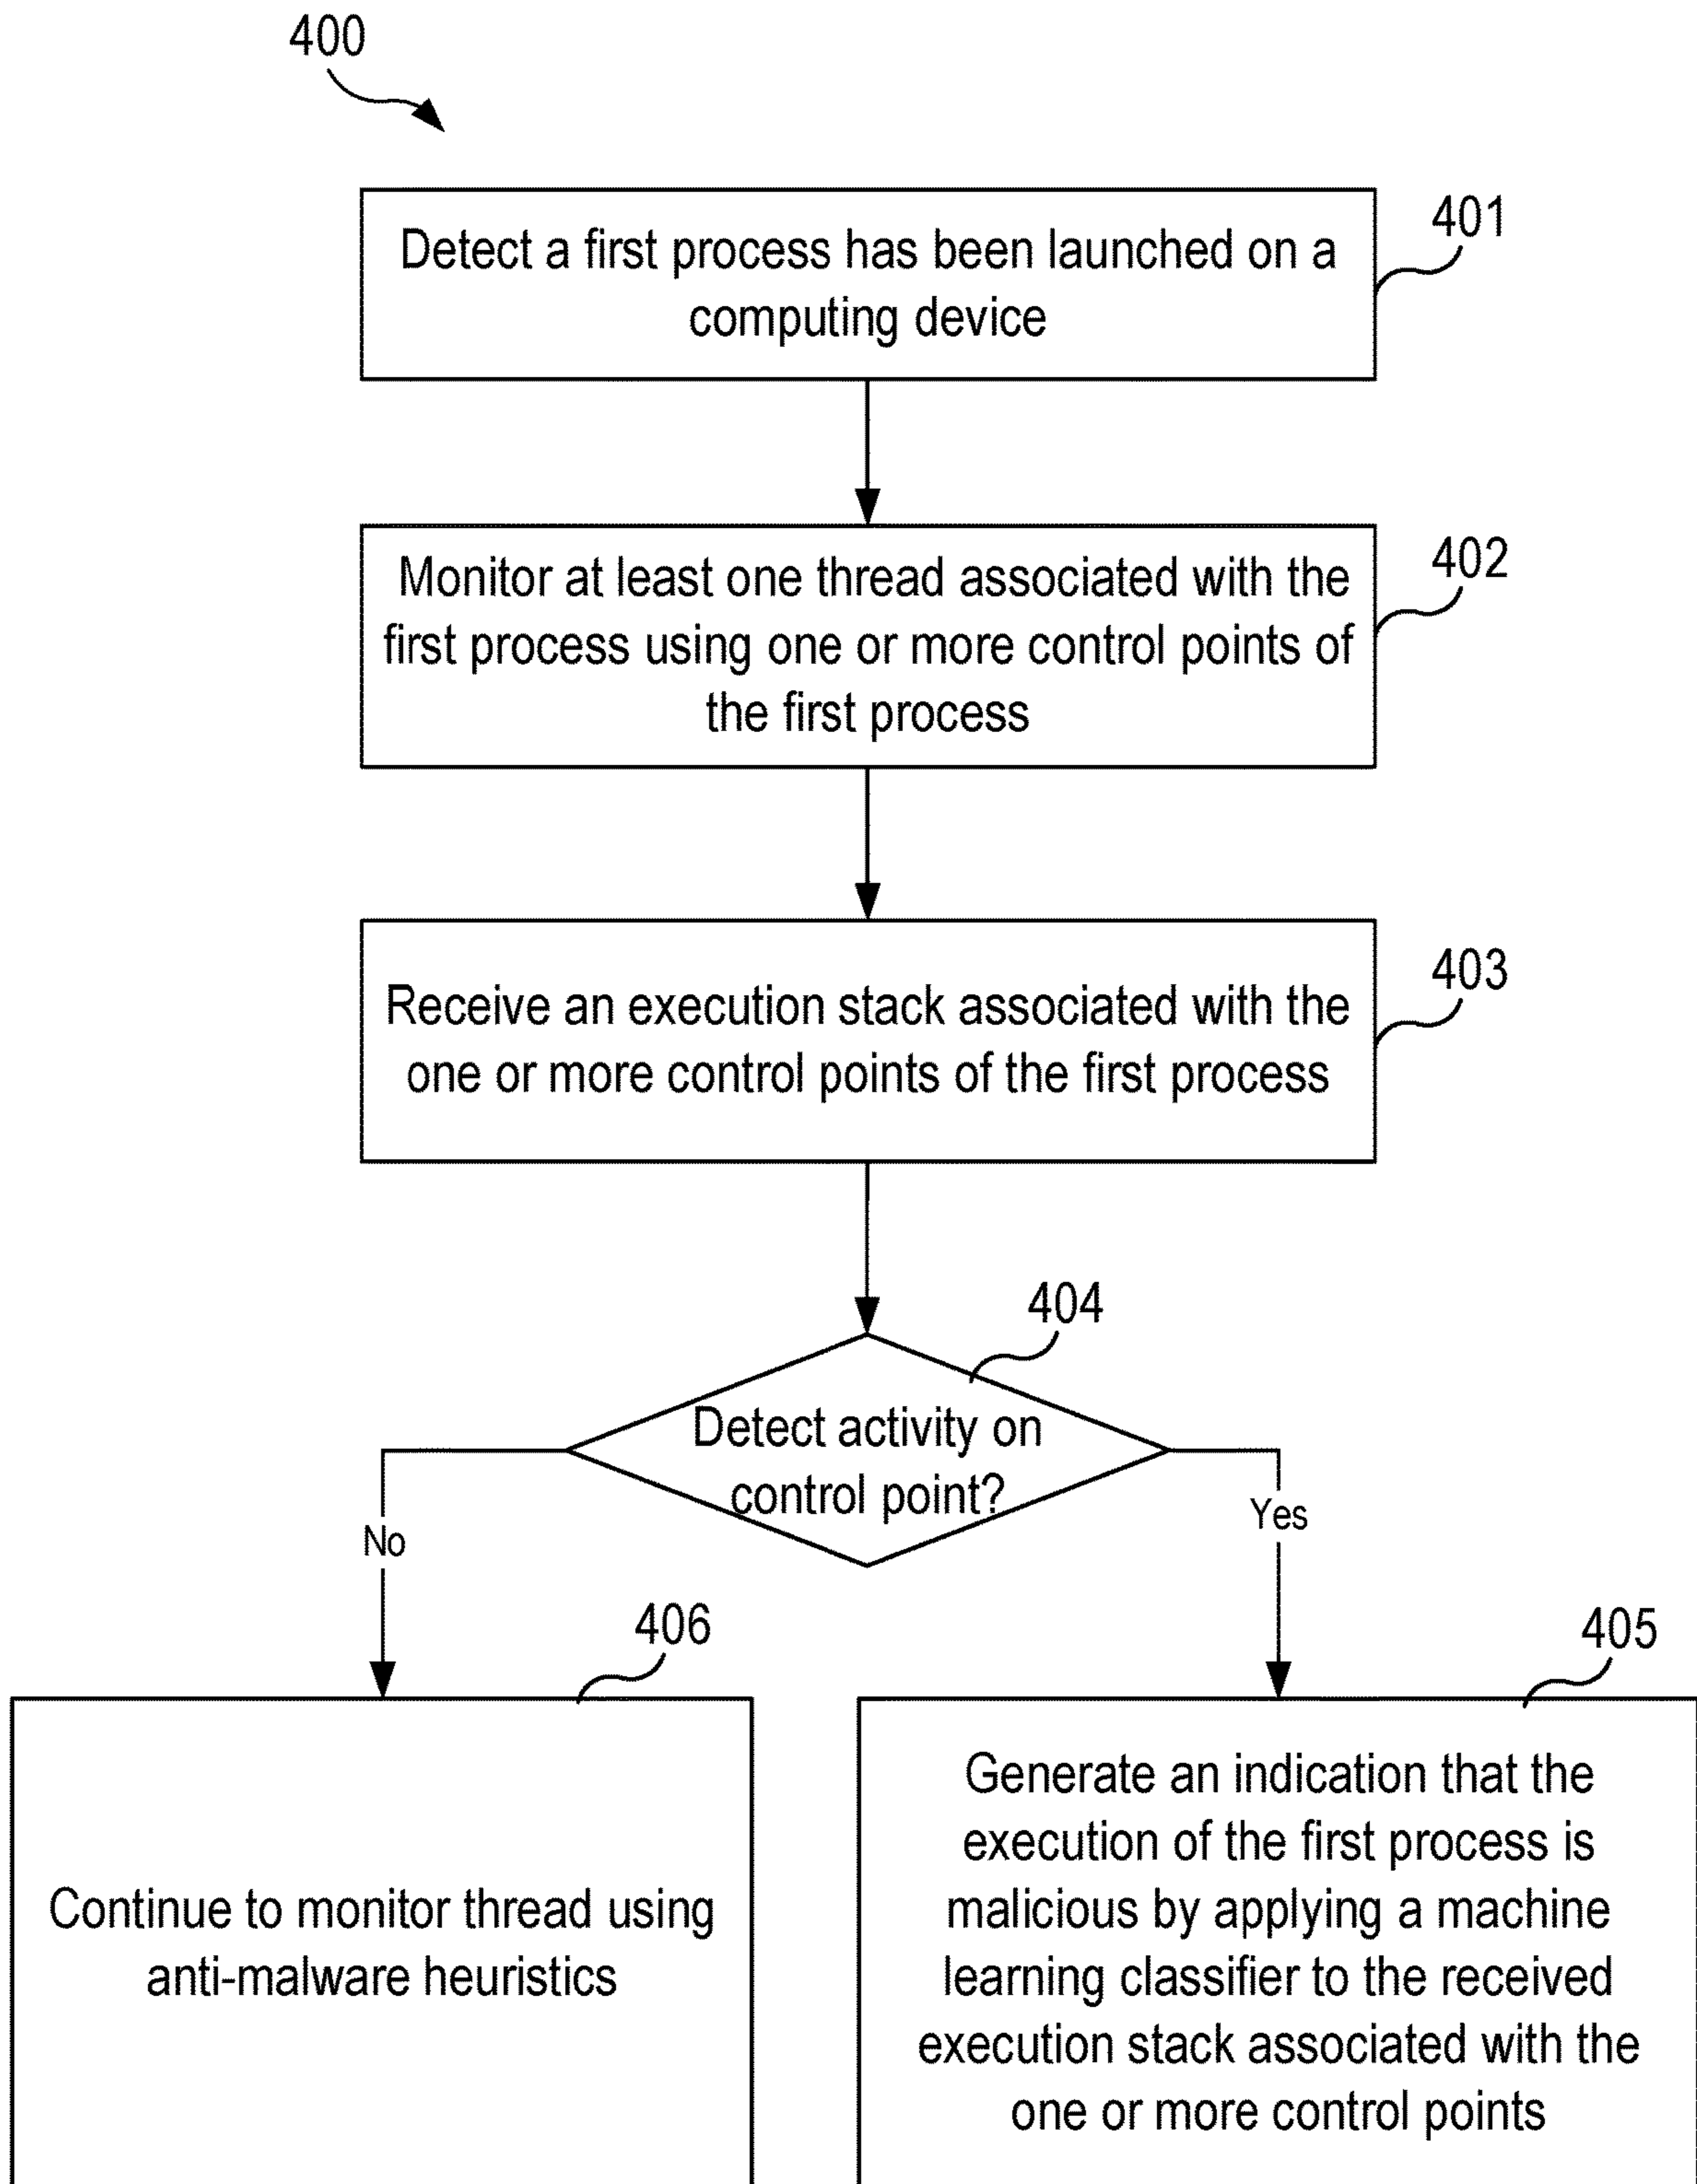 400
401
Detect a first process has been launched on a
computing device
402
Monitor at least one thread associated with the
first process using one or more control points of
the first process
403
Receive an execution stack associated with the
one or more control points of the first process
404
Detect activity on
control point?
No
Yes
406
405
Continue to monitor thread using
anti-malware heuristics
Generate an indication that the
execution of the first process is
malicious by applying a machine
learning classifier to the received
execution stack associated with the
one or more control points